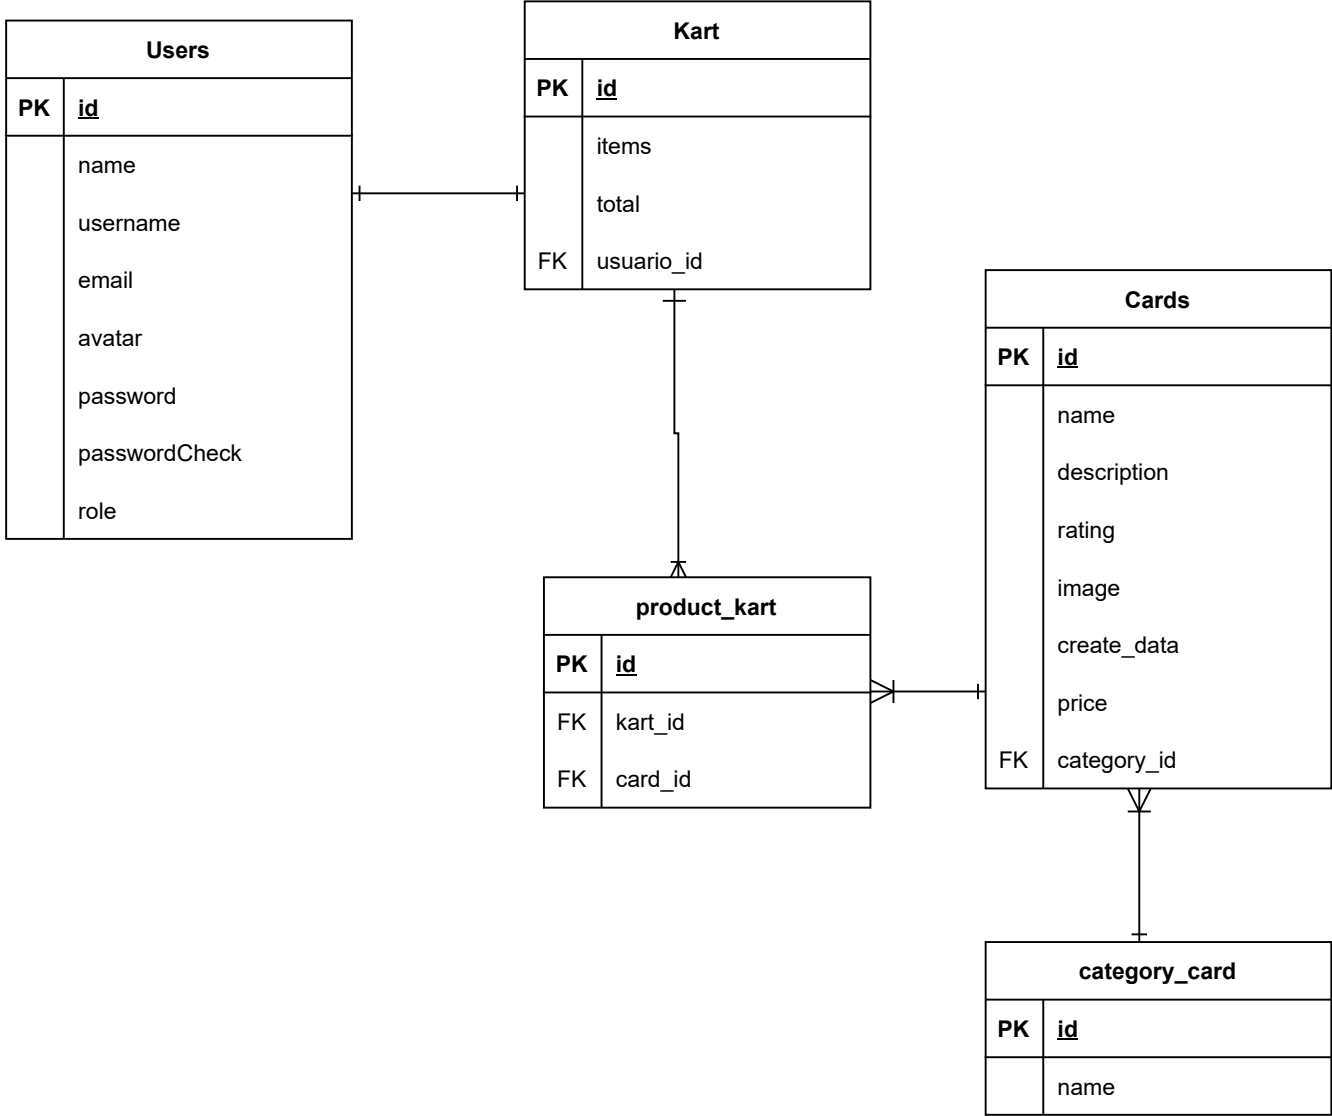 Users
PK id
name
username
email
avatar
password
passwordCheck
role
Kart
PK id
items
total
FK usuario_id
Cards
PK id
name
description
rating
image
create_data
price
FK category_id
product_kart
PK id
FK kart_id
FK card_id
category_card
PK id
name